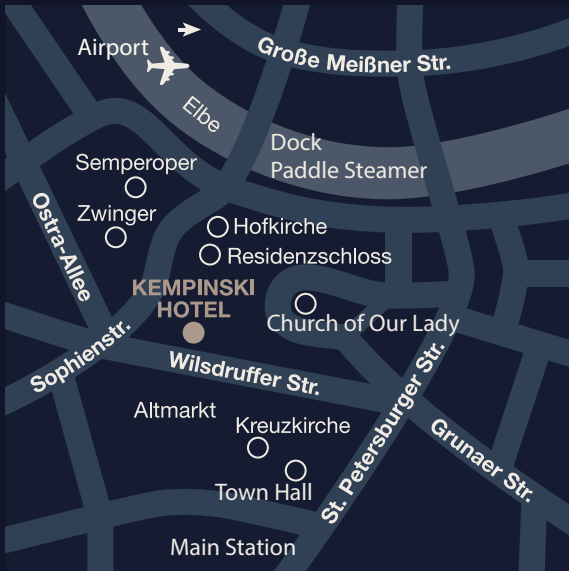 Airport
Große Meißner Str.
Elbe
Dock
Paddle Steamer
Semperoper
Zwinger
Ostra-Allee
Hofkirche
Residenzschloss
KEMPINSKI
HOTEL
Church of Our Lady
Sophienstr.
Wilsdruffer Str.
St. Petersburger Str.
Altmarkt
Kreuzkirche
Grunaer Str.
Town Hall
Main Station